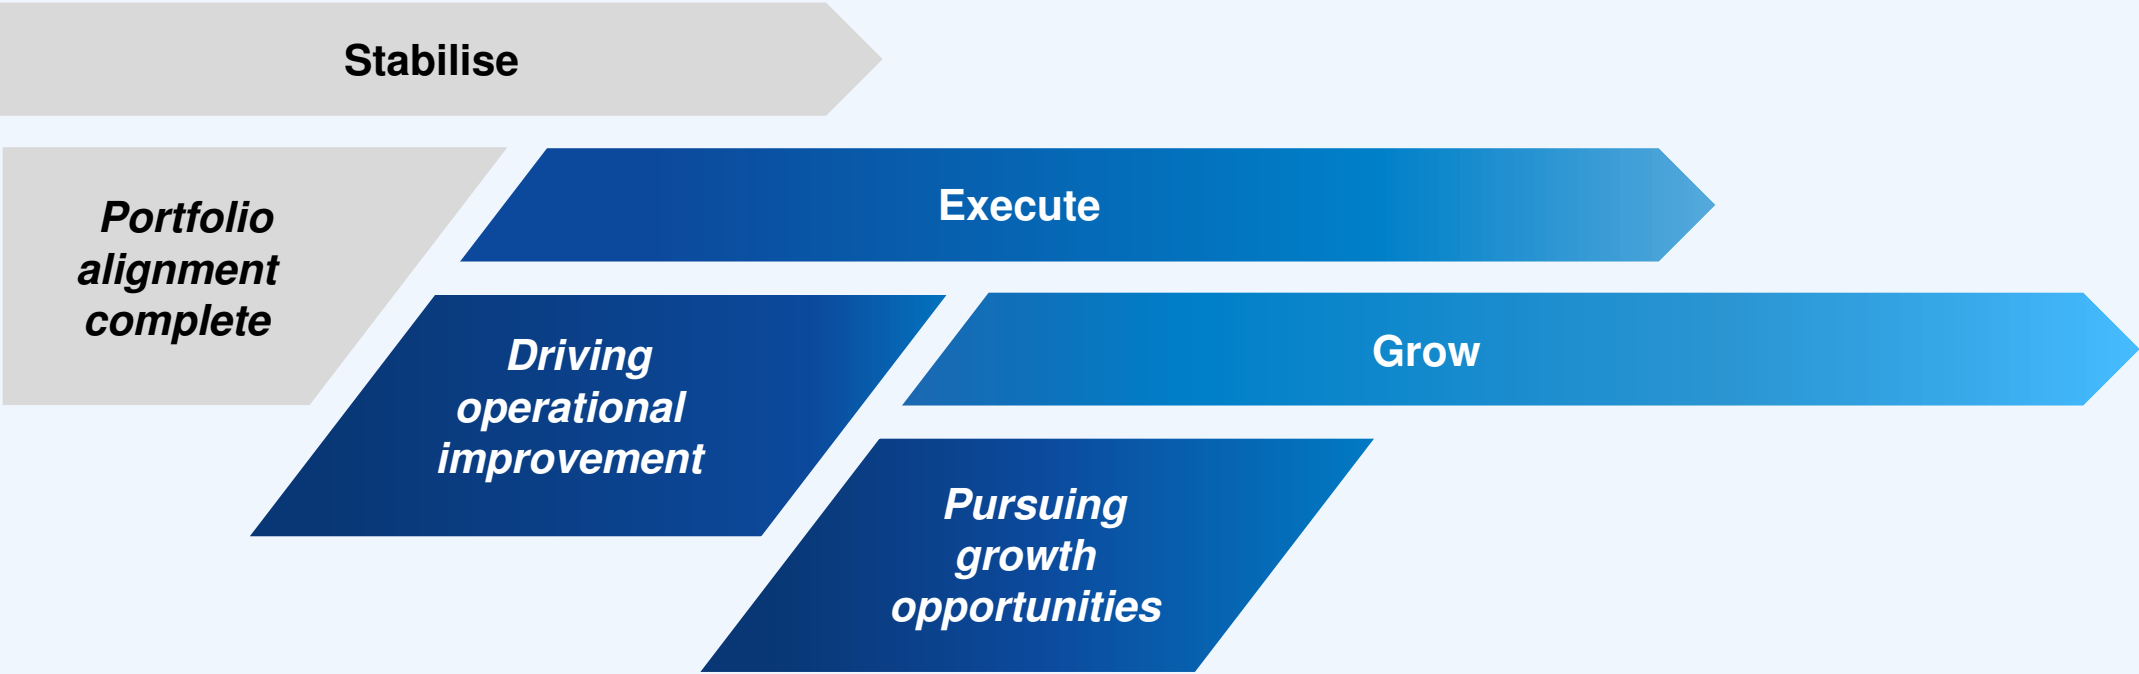 Stabilise
Portfolio
alignment
complete
Execute
Driving
operational
improvement
Grow
Pursuing
growth
opportunities